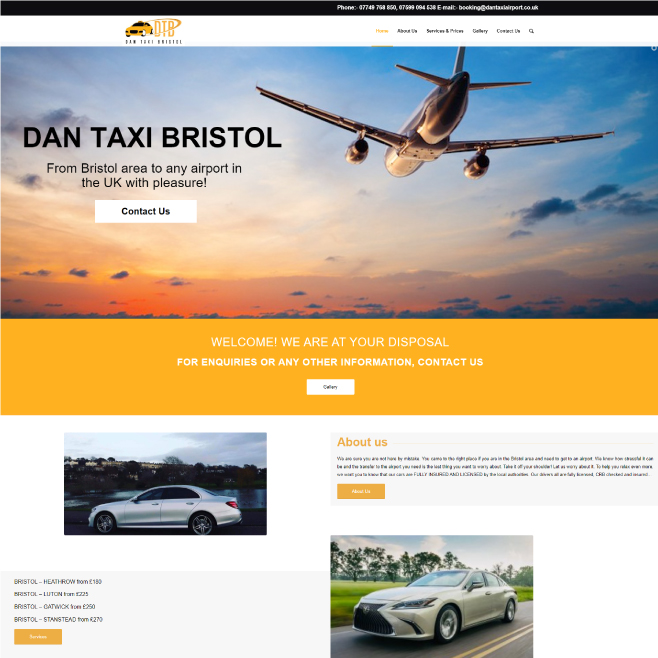 Phone:- 07749 758 850, 07599 094 538 E-mail:- booking@dantaxiairport.co.uk
DTB
DAN TAXI BRISTOL
Home
About Us
Services & Prices
Gallery
Contact Us
DAN TAXI BRISTOL
From Bristol area to any airport in
the UK with pleasure!
Contact Us
WELCOME! WE ARE AT YOUR DISPOSAL
FOR ENQUIRIES OR ANY OTHER INFORMATION, CONTACT US
Gallery
About us
We are sure you are not here by mistake. You came to the right place if you are in the Bristol area and need to get to an airport. We know how stressful it can
be and the transfer to the airport you need is the last thing you want to worry about. Take it off your shoulder! Let us worry about it. To help you relax even more,
we want you to know that our cars are FULLY INSURED AND LICENSED by the local authorities. Our drivers all are fully licensed, CRB checked and insured...
About Us
BRISTOL – HEATHROW from £180
BRISTOL – LUTON from £225
BRISTOL – GATWICK from £250
BRISTOL – STANSTEAD from £270
Services